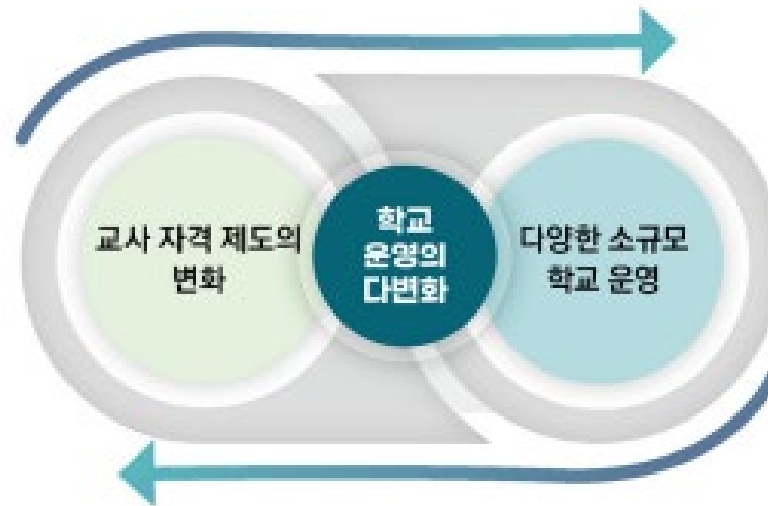 교사 자격 제도의
변화
학교
운영의
다변화
다양한 소규모
학교 운영